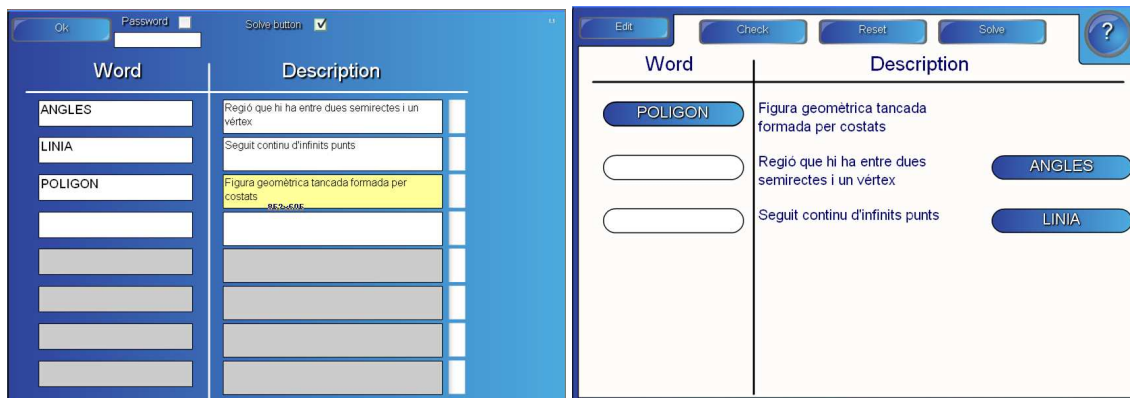 Ok
Password
Solve button
Word
Description
ANGLES
Regió que hi ha entre dues semirectes i un
vértex
LINIA
Seguit continu d'infinits punts
POLIGON
Figura geomètrica tancada formada per
costats
Edit
Check
Reset
Solve
?
Word
Description
POLIGON
Figura geomètrica tancada
formada per costats
Regió que hi ha entre dues
semirectes i un vértex
ANGLES
Seguit continu d'infinits punts
LINIA